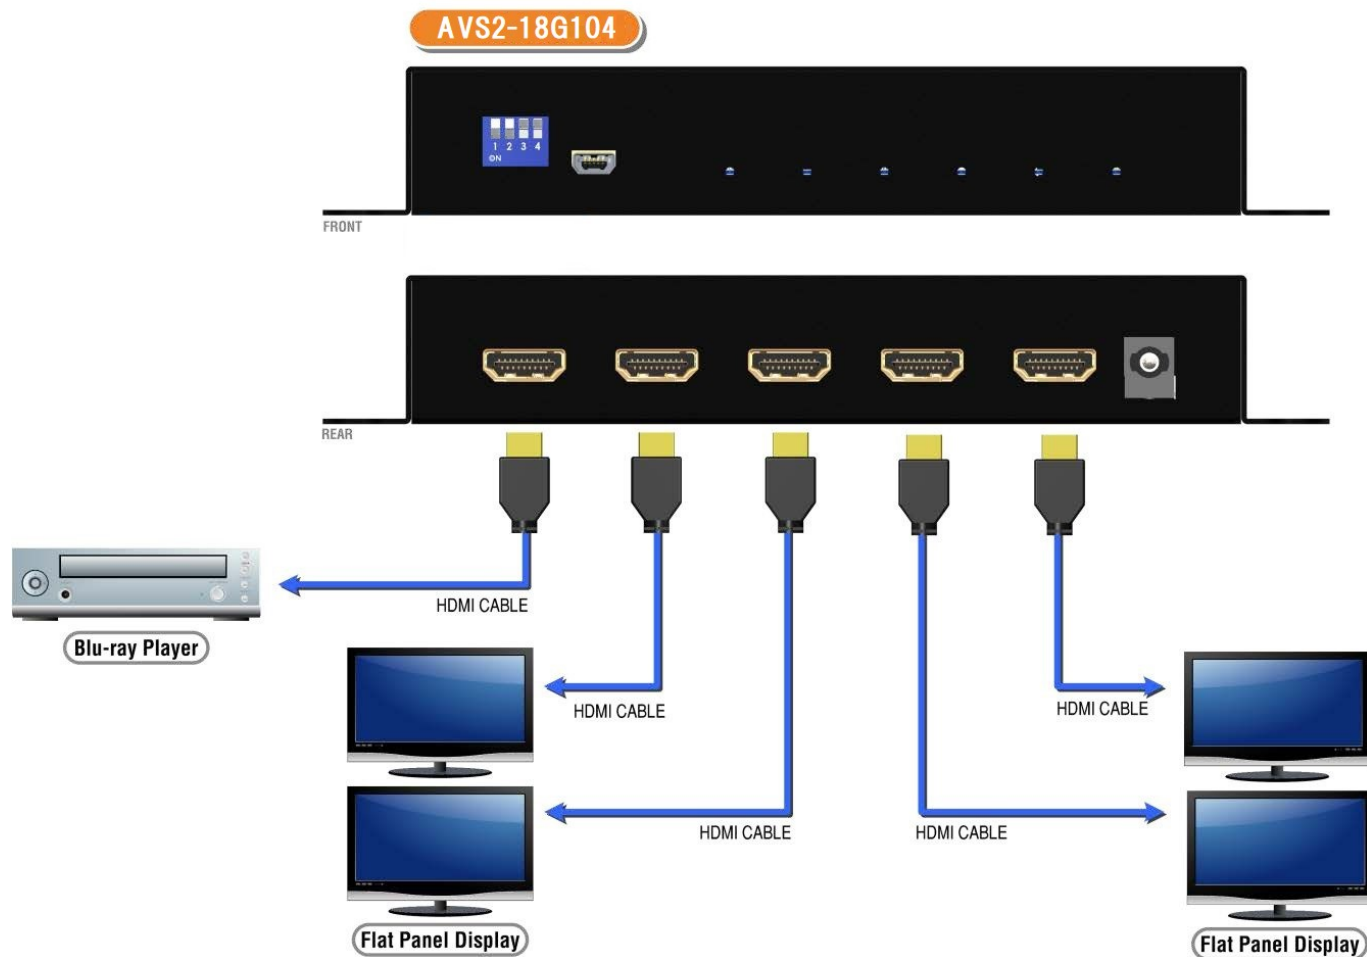 AVS2-18G104
1 2 3 4
ON
FRONT
REAR
HDMI CABLE
Blu-ray Player
HDMI CABLE
HDMI CABLE
HDMI CABLE
HDMI CABLE
Flat Panel Display
Flat Panel Display